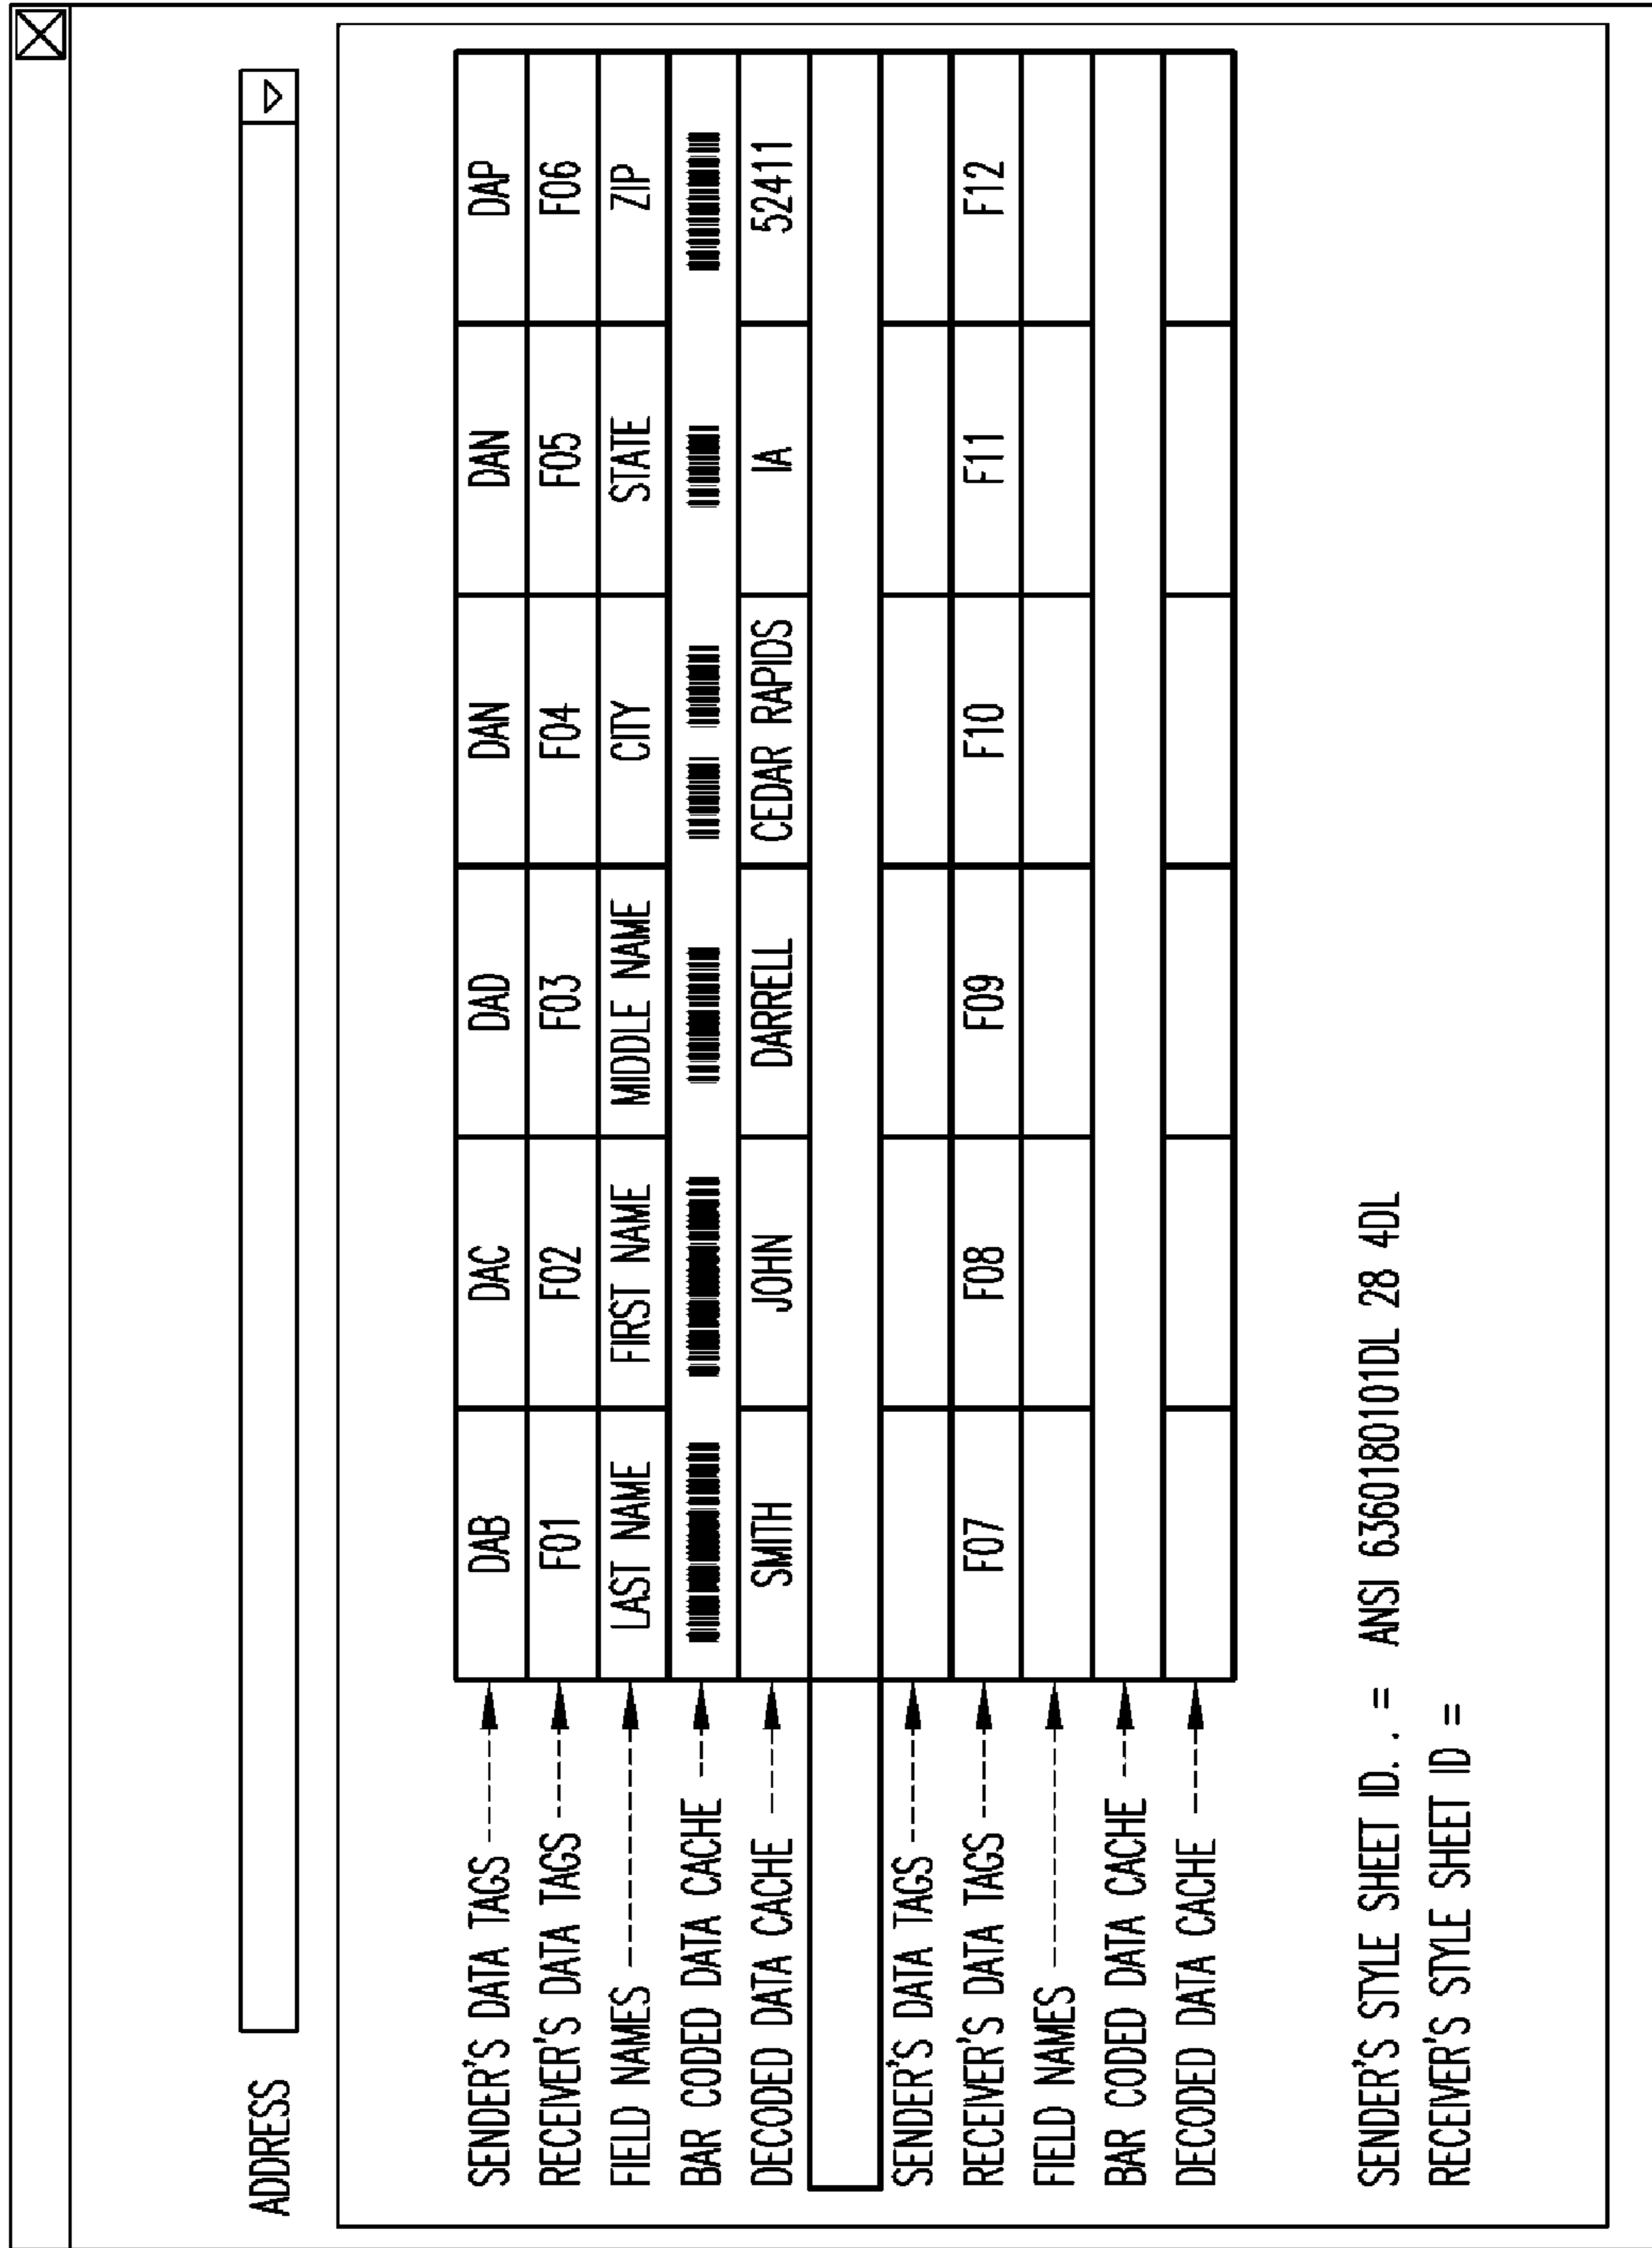 ADDRESS
SENDER'S DATA TAGS DAB DAC DAD DAN DAN DAP
RECEIVER'S DATA TAGS F01 F02 F03 F04 F05 F06
FIELD NAMES LAST NAME FIRST NAME MIDDLE NAME CITY STATE ZIP
BAR CODED DATA CACHE
DECODED DATA CACHE SMITH JOHN DARRELL CEDAR RAPIDS IA 52411
SENDER'S DATA TAGS
RECEIVER'S DATA TAGS F07 F08 F09 F10 F11 F12
FIELD NAMES
BAR CODED DATA CACHE
DECODED DATA CACHE
SENDER'S STYLE SHEET ID. . = ANSI 6360180101DL 28 4DL
RECEIVER'S STYLE SHEET ID =